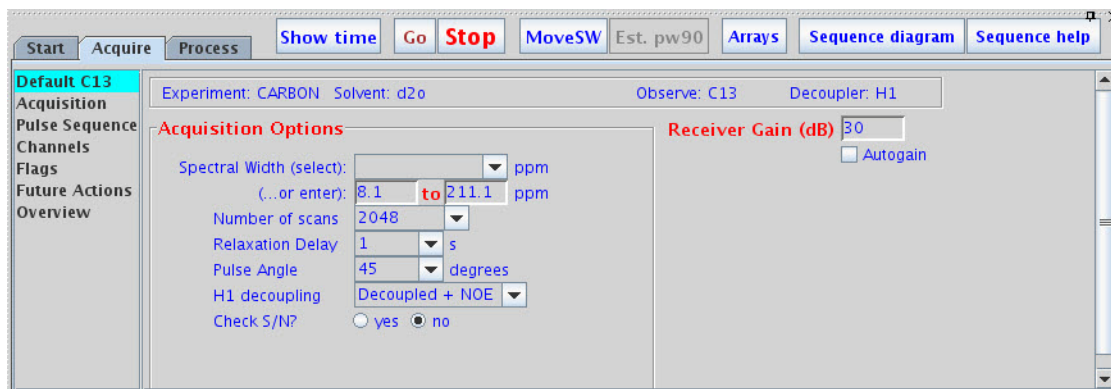 Start Acquire Process Show time Go Stop MoveSW Est. pw90 Arrays Sequence diagram Sequence help
Default C13
Acquisition
Pulse Sequence
Channels
Flags
Future Actions
Overview
Experiment: CARBON Solvent: d2o Observe: C13 Decoupler: H1
Acquisition Options
Spectral Width (select): ppm
(...or enter): 8.1 to 211.1 ppm
Number of scans 2048
Relaxation Delay 1 s
Pulse Angle 45 degrees
H1 decoupling Decoupled + NOE
Check S/N? yes no
Receiver Gain (dB) 30
Autogain